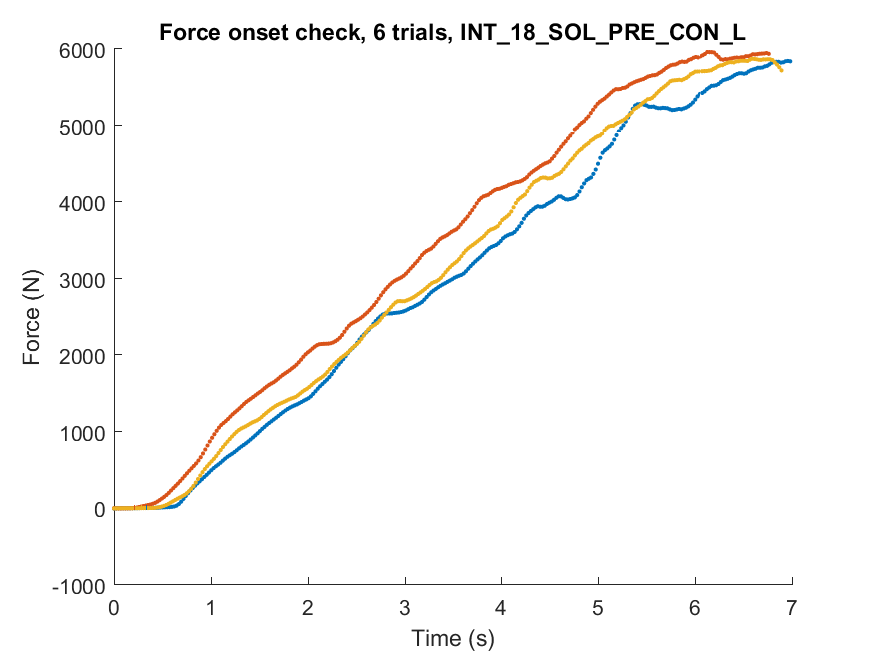 Force onset check, 6 trials, INT_18_SOL_PRE_CON_L
6000
5000
4000
3000
2000
1000
0
-1000
Force (N)
0 1 2 3 4 5 6 7
Time (s)